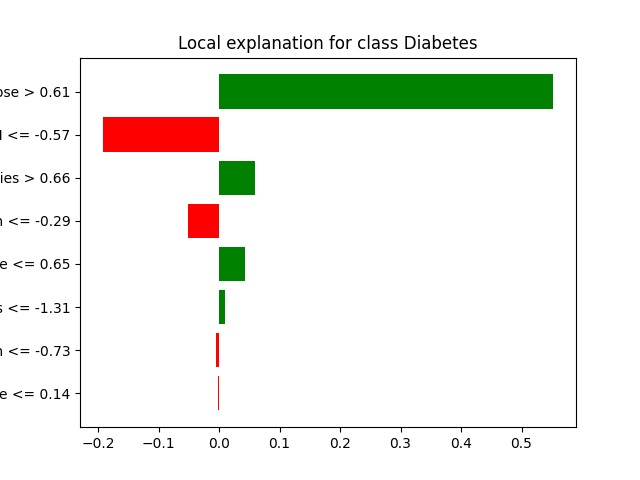 Local explanation for class Diabetes
ose > 0.61
<= -0.57
ies > 0.66
<= -0.29
e <= 0.65
s <= -1.31
<= -0.73
e <= 0.14
−0.2 −0.1 0.0 0.1 0.2 0.3 0.4 0.5